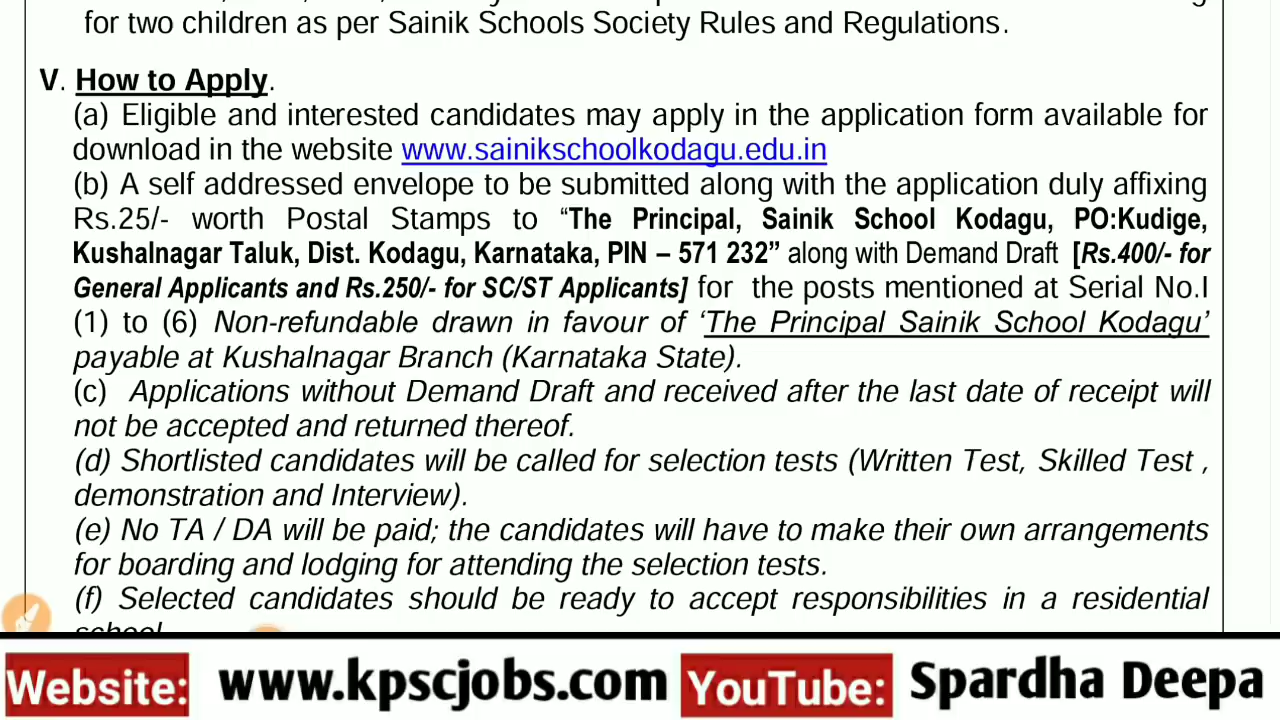 for two children as per Sainik Schools Society Rules and Regulations.
V. How to Apply.
(a) Eligible and interested candidates may apply in the application form available for
download in the website www.sainikschoolkodagu.edu.in
(b) A self addressed envelope to be submitted along with the application duly affixing
Rs.25/- worth Postal Stamps to “The Principal, Sainik School Kodagu, PO:Kudige,
Kushalnagar Taluk, Dist. Kodagu, Karnataka, PIN – 571 232” along with Demand Draft [Rs.400/- for
General Applicants and Rs.250/- for SC/ST Applicants] for the posts mentioned at Serial No.I
(1) to (6) Non-refundable drawn in favour of ‘The Principal Sainik School Kodagu’
payable at Kushalnagar Branch (Karnataka State).
(c) Applications without Demand Draft and received after the last date of receipt will
not be accepted and returned thereof.
(d) Shortlisted candidates will be called for selection tests (Written Test, Skilled Test ,
demonstration and Interview).
(e) No TA / DA will be paid; the candidates will have to make their own arrangements
for boarding and lodging for attending the selection tests.
(f) Selected candidates should be ready to accept responsibilities in a residential
school
Website: www.kpscjobs.com YouTube: Spardha Deepa